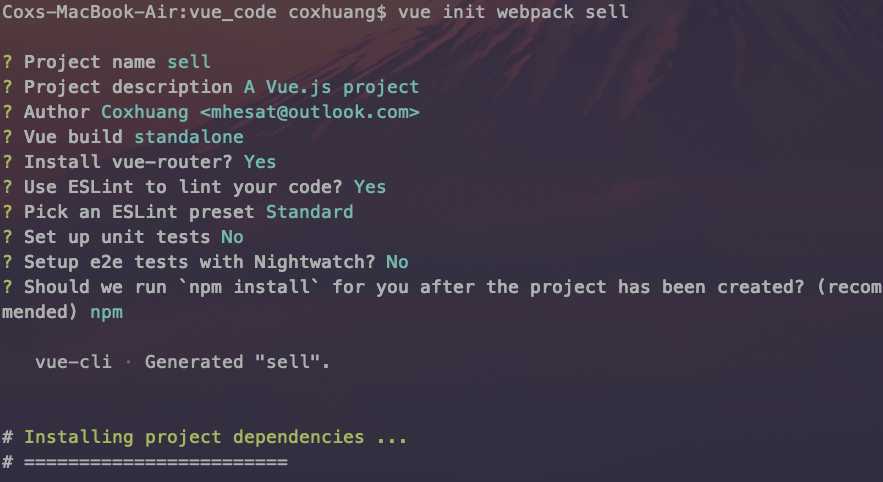 Coxs-MacBook-Air:vue_code coxhuang$ vue init webpack sell
? Project name sell
? Project description A Vue.js project
? Author Coxhuang <mhesat@outlook.com>
? Vue build standalone
? Install vue-router? Yes
? Use ESLint to lint your code? Yes
? Pick an ESLint preset Standard
? Set up unit tests No
? Setup e2e tests with Nightwatch? No
? Should we run `npm install` for you after the project has been created? (recom
mended) npm
vue-cli · Generated "sell".
# Installing project dependencies ...
# ========================